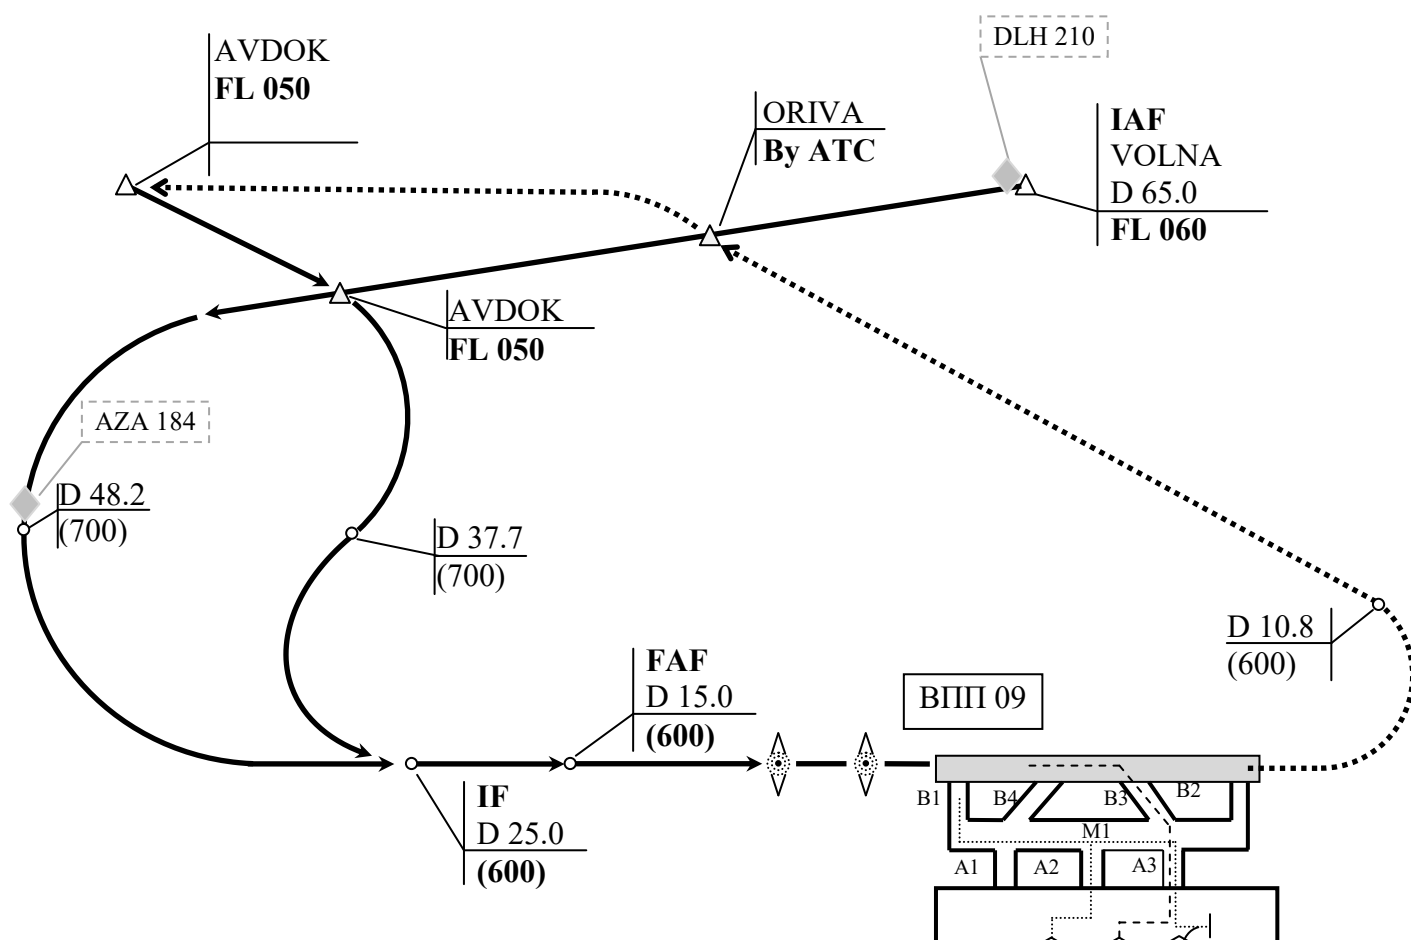 AVDOK
FL 050
DLH 210
ORIVA
By ATC
IAF
VOLNA
D 65.0
FL 060
AVDOK
FL 050
AZA 184
D 48.2
(700)
D 37.7
(700)
D 10.8
(600)
FAF
D 15.0
(600)
ВПП 09
IF
D 25.0
(600)
B1
B4
B3
B2
M1
A1
A2
A3